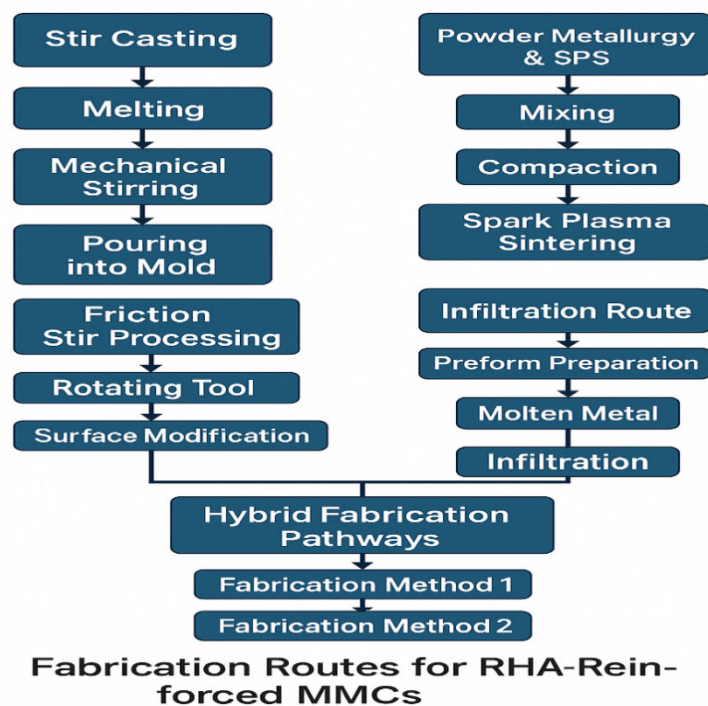 Stir Casting
Melting
Mechanical
Stirring
Pouring
into Mold
Powder Metallurgy
& SPS
Mixing
Compaction
Spark Plasma
Sintering
Friction
Stir Processing
Rotating Tool
Surface Modification
Infiltration Route
Preform Preparation
Molten Metal
Infiltration
Hybrid Fabrication
Pathways
Fabrication Method 1
Fabrication Method 2
Fabrication Routes for RHA-Rein-
forced MMCs